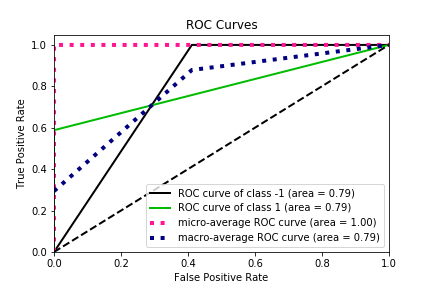 ROC Curves
True Positive Rate
1.0
0.8
0.6
0.4
0.2
0.0
ROC curve of class -1 (area = 0.79)
ROC curve of class 1 (area = 0.79)
micro-average ROC curve (area = 1.00)
macro-average ROC curve (area = 0.79)
0.0 0.2 0.4 0.6 0.8 1.0
False Positive Rate